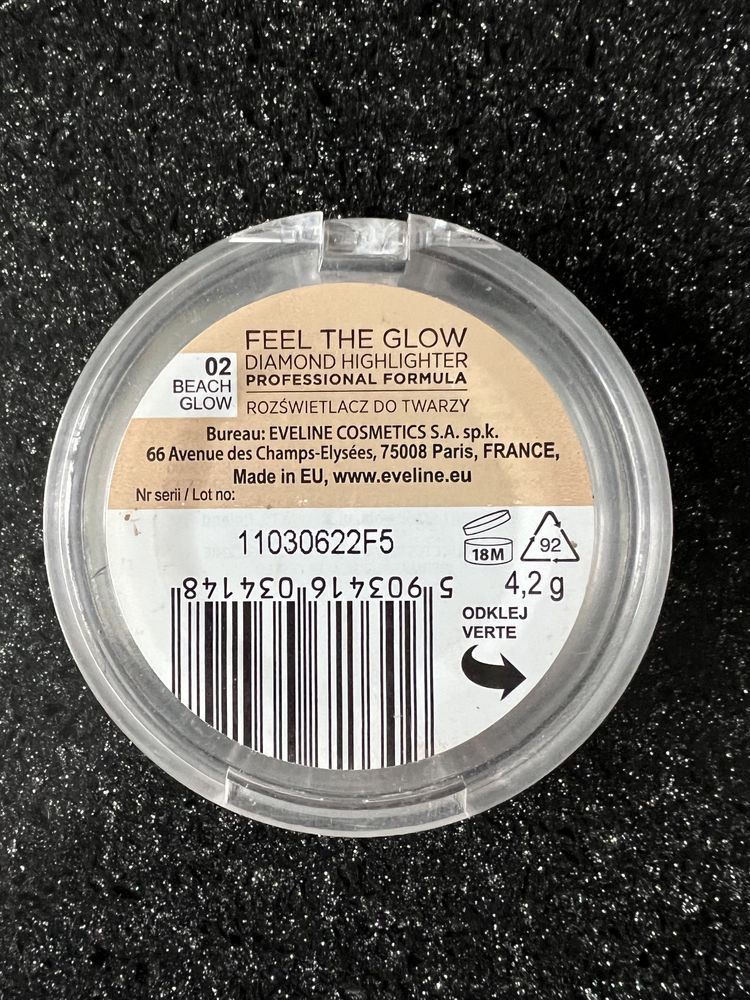 FEEL THE GLOW
DIAMOND HIGHLIGHTER
PROFESSIONAL FORMULA
02
BEACH
GLOW
ROZŚWIETLACZ DO TWARZY
Bureau: EVELINE COSMETICS S.A. sp.k.
66 Avenue des Champs-Elysées, 75008 Paris, FRANCE,
Made in EU, www.eveline.eu
Nr serii / Lot no:
11030622F5
18M
92
4,2 g
5 903416 034148
ODKLEJ
VERTE